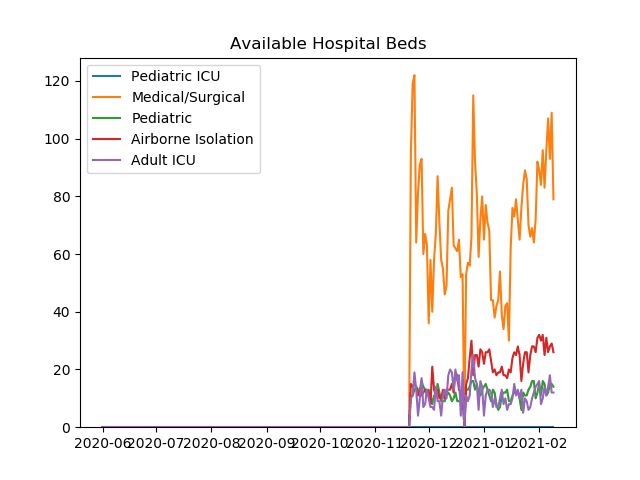 Available Hospital Beds
Pediatric ICU
Medical/Surgical
Pediatric
Airborne Isolation
Adult ICU
120
100
80
60
40
20
0
2020-06 2020-07 2020-08 2020-09 2020-10 2020-11 2020-12 2021-01 2021-02